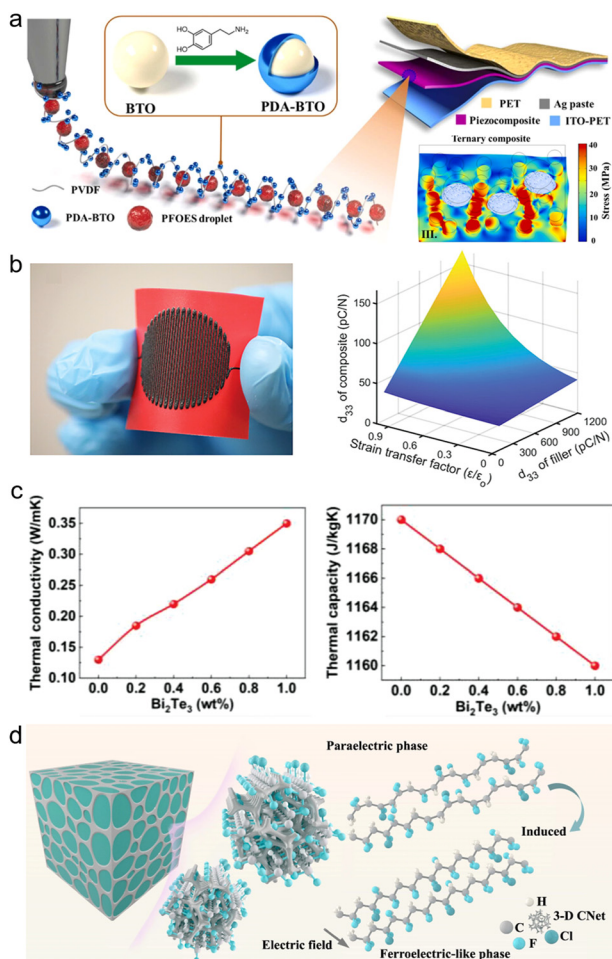 a
HO
HO
NH₂
BTO
PDA-BTO
PVDF
PDA-BTO
PFOES droplet
PET
Ag paste
Piezocomposite
ITO-PET
Ternary composite
III.
40
30
20
10
0
Stress (MPa)
b
d₃₃ of composite (pC/N)
150
100
50
0
0.9
0.6
0.3
0
Strain transfer factor (ε/εₒ)
0
300
600
900
1200
d₃₃ of filler (pC/N)
c
Thermal conductivity (W/mK)
0.35
0.30
0.25
0.20
0.15
0.10
0.0 0.2 0.4 0.6 0.8 1.0
Bi₂Te₃ (wt%)
Thermal capacity (J/kgK)
1170
1168
1166
1164
1162
1160
0.0 0.2 0.4 0.6 0.8 1.0
Bi₂Te₃ (wt%)
d
Paraelectric phase
Induced
Electric field
Ferroelectric-like phase
H
3-D CNet
C
F
Cl